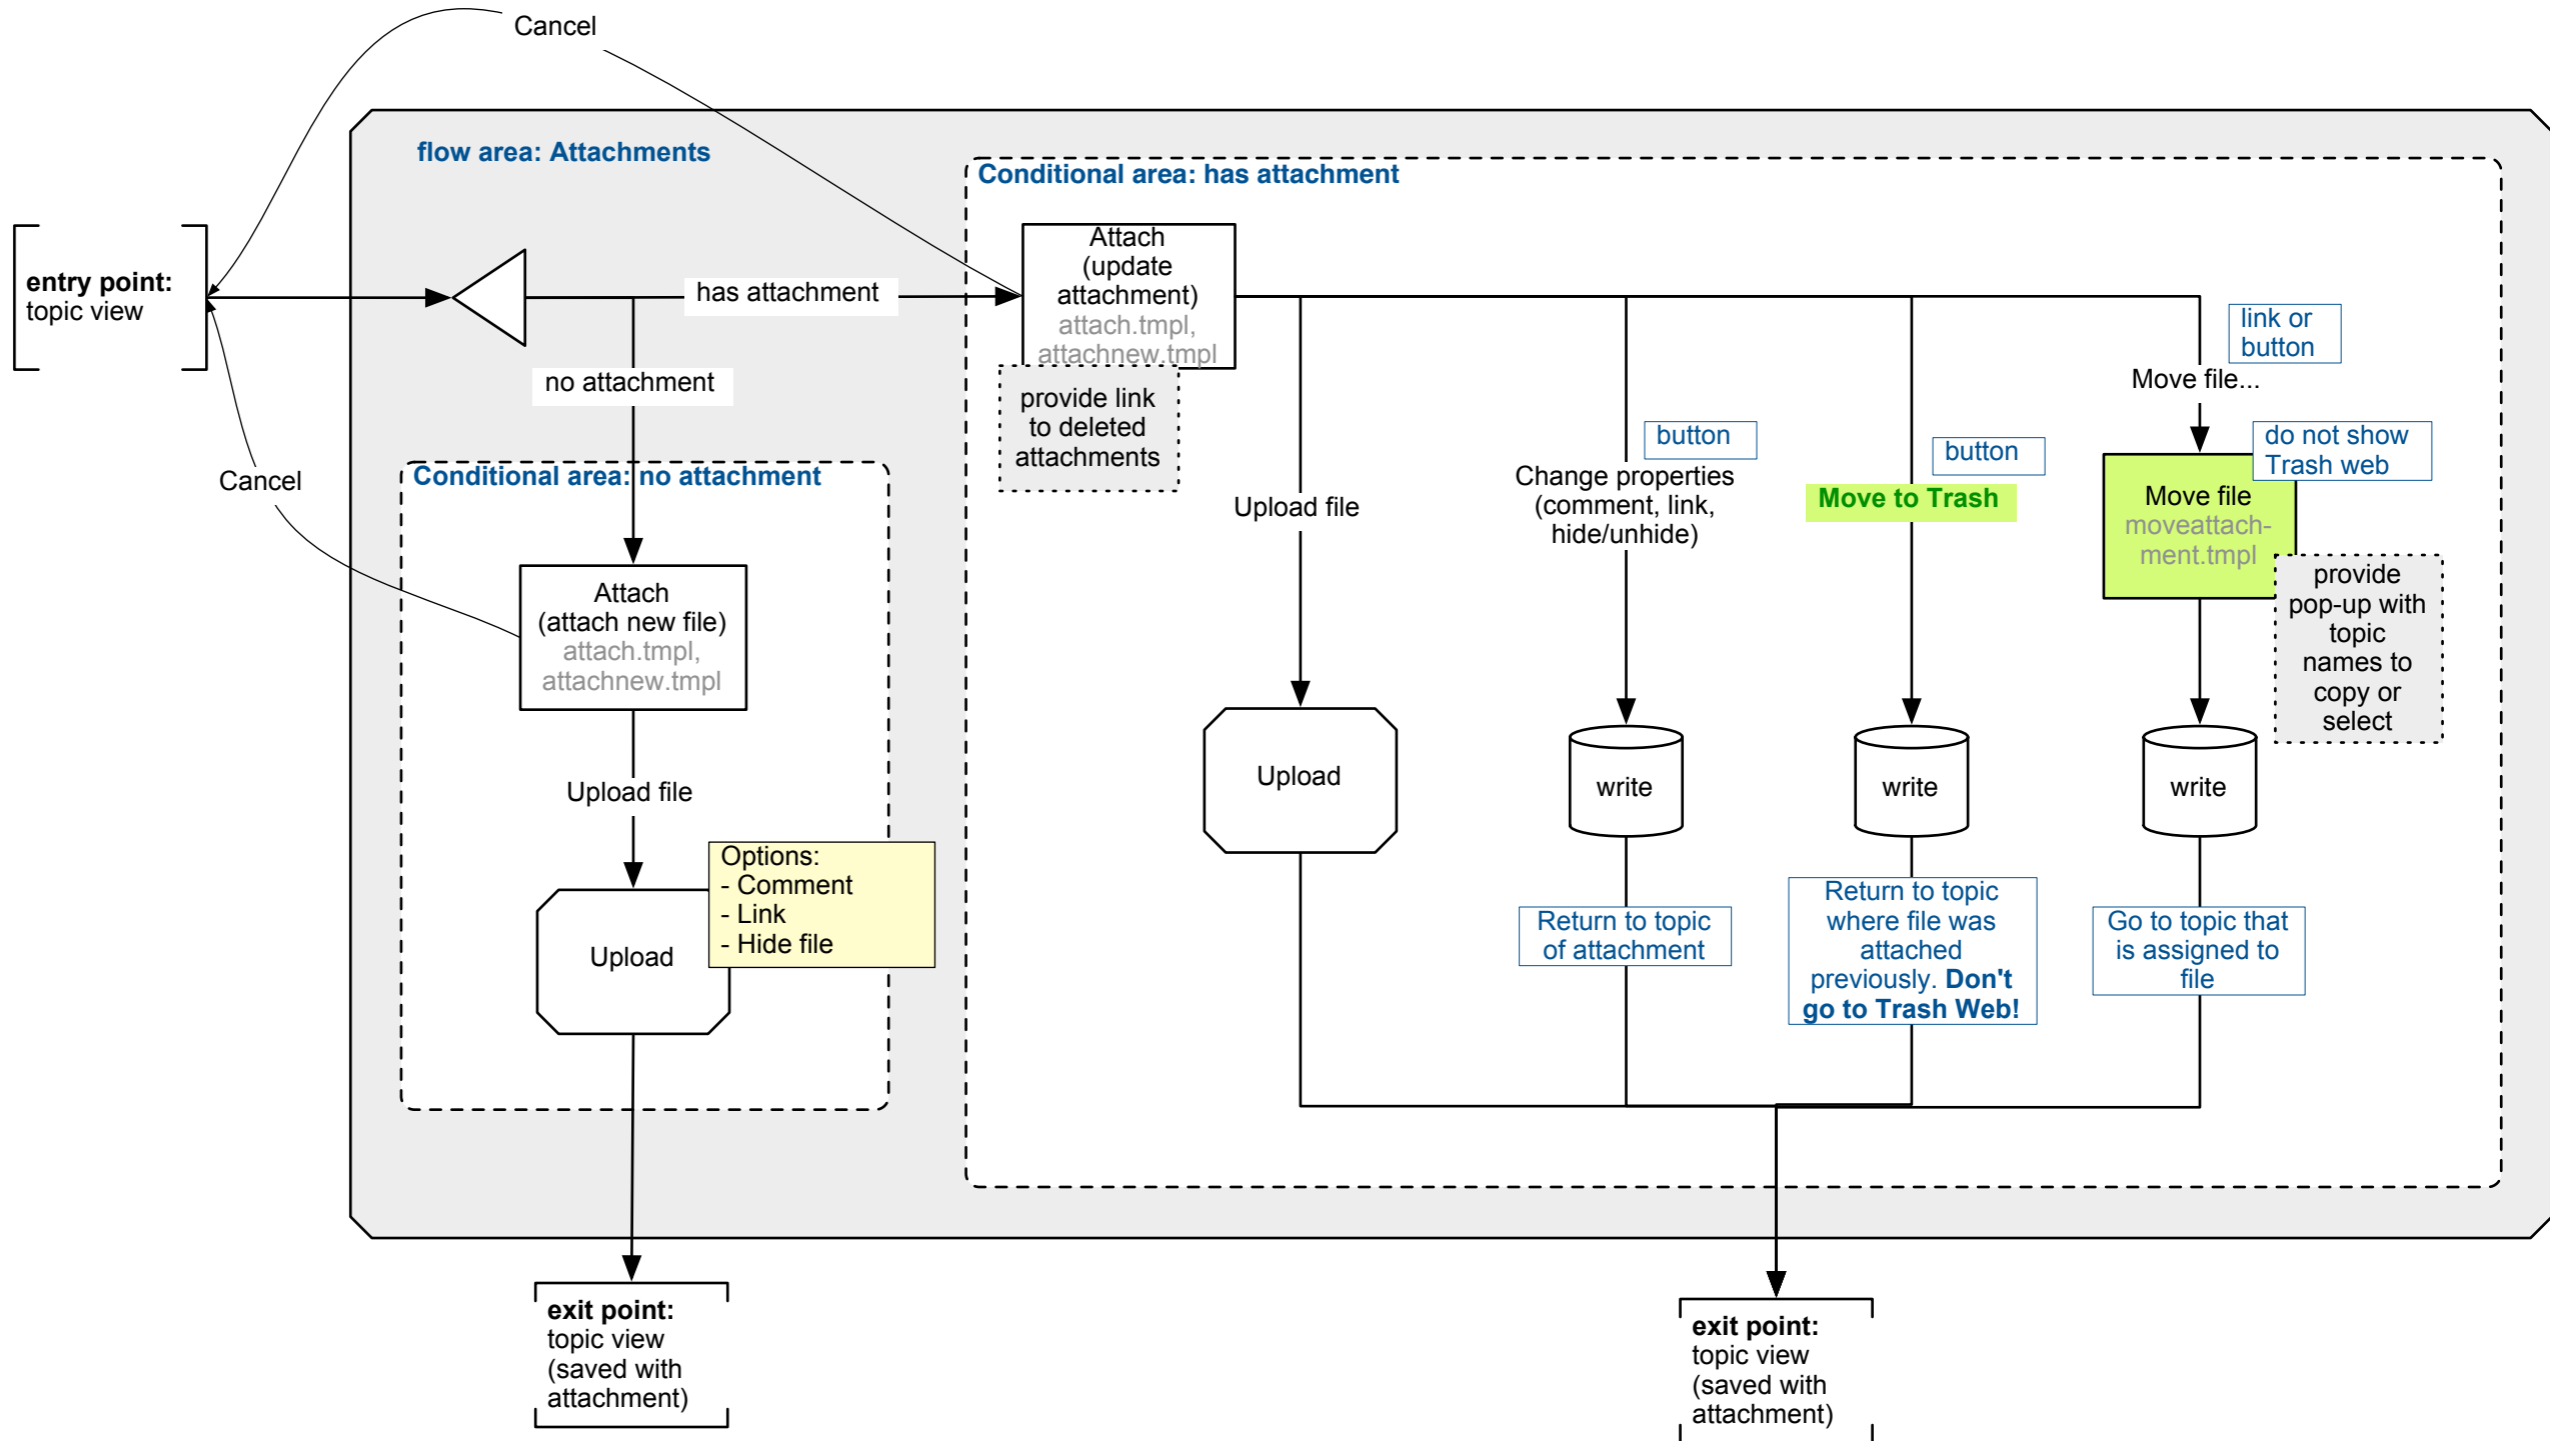 Cancel
flow area: Attachments
Conditional area: has attachment
entry point:
topic view
has attachment
no attachment
Attach
(update
attachment)
attach.tmpl,
attachnew.tmpl
provide link
to deleted
attachments
link or
button
Move file...
button
button
do not show
Trash web
Cancel
Conditional area: no attachment
Upload file
Change properties
(comment, link,
hide/unhide)
Move to Trash
Move file
moveattach-
ment.tmpl
provide
pop-up with
topic
names to
copy or
select
Attach
(attach new file)
attach.tmpl,
attachnew.tmpl
Upload file
Upload
write
write
write
Options:
- Comment
- Link
- Hide file
Upload
Return to topic
of attachment
Return to topic
where file was
attached
previously. Don't
go to Trash Web!
Go to topic that
is assigned to
file
exit point:
topic view
(saved with
attachment)
exit point:
topic view
(saved with
attachment)